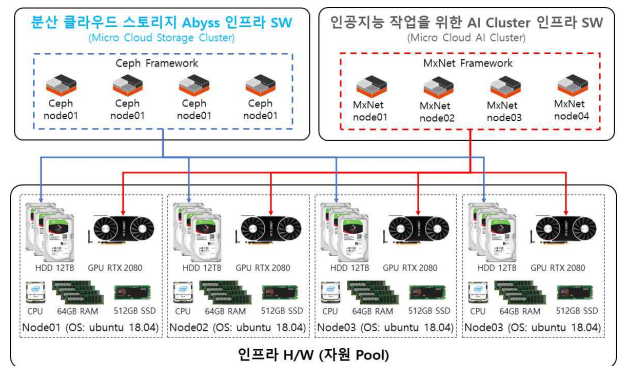 분산 클라우드 스토리지 Abyss 인프라 SW
(Micro Cloud Storage Cluster)
Ceph Framework
Ceph node01
Ceph node01
Ceph node01
Ceph node01
인공지능 작업을 위한 AI Cluster 인프라 SW
(Micro Cloud AI Cluster)
MxNet Framework
MxNet node01
MxNet node02
MxNet node03
MxNet node04
HDD 12TB
GPU RTX 2080
CPU
64GB RAM
512GB SSD
Node01 (OS: ubuntu 18.04)
HDD 12TB
GPU RTX 2080
CPU
64GB RAM
512GB SSD
Node02 (OS: ubuntu 18.04)
HDD 12TB
GPU RTX 2080
CPU
64GB RAM
512GB SSD
Node03 (OS: ubuntu 18.04)
HDD 12TB
GPU RTX 2080
CPU
64GB RAM
512GB SSD
Node03 (OS: ubuntu 18.04)
인프라 H/W (자원 Pool)